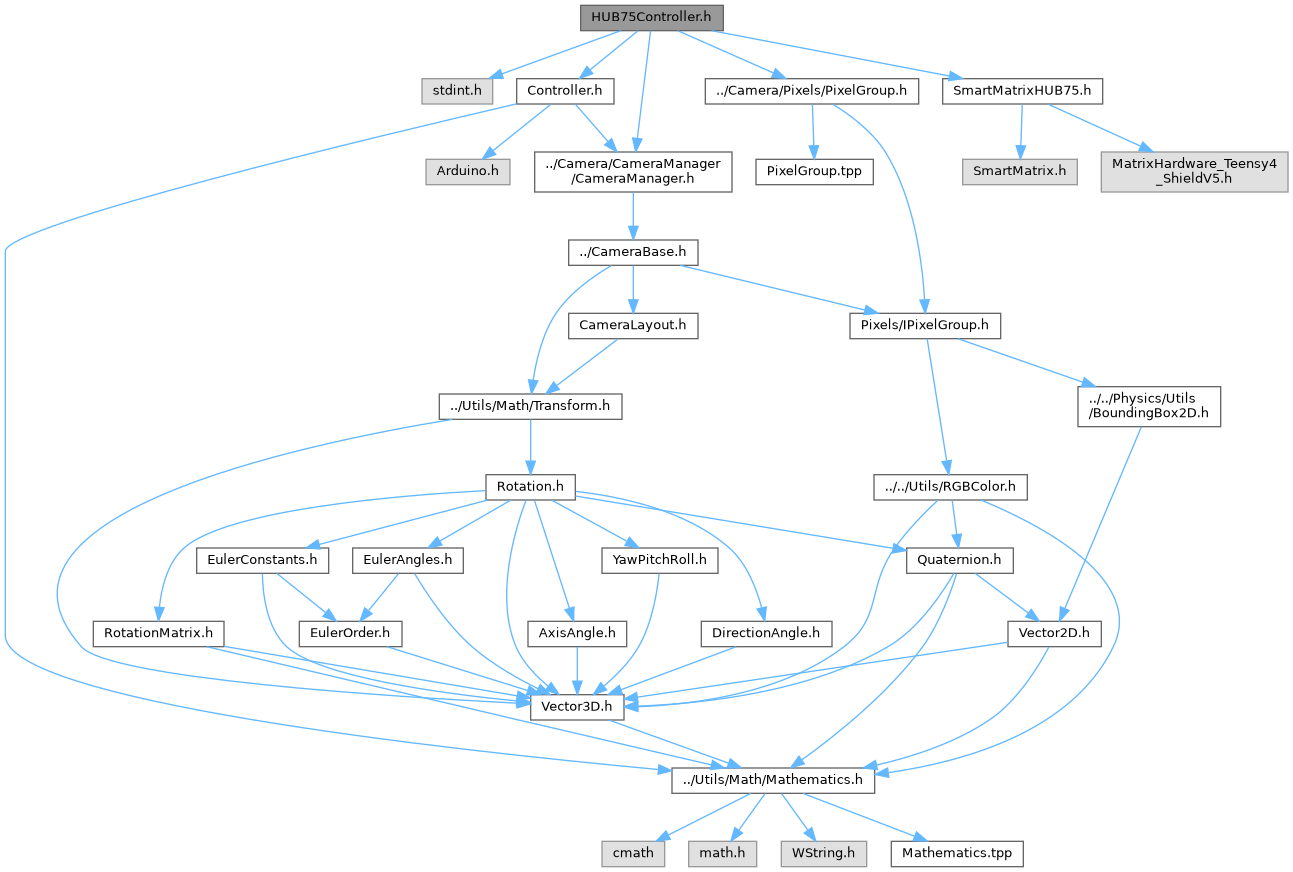 HUB75Controller.h
stdint.h
Controller.h
../Camera/Pixels/PixelGroup.h
SmartMatrixHUB75.h
Arduino.h
../Camera/CameraManager
/CameraManager.h
PixelGroup.tpp
SmartMatrix.h
MatrixHardware_Teensy4
_ShieldV5.h
../CameraBase.h
CameraLayout.h
Pixels/IPixelGroup.h
../Utils/Math/Transform.h
../../Physics/Utils
/BoundingBox2D.h
Rotation.h
../../Utils/RGBColor.h
EulerConstants.h
EulerAngles.h
YawPitchRoll.h
Quaternion.h
RotationMatrix.h
EulerOrder.h
AxisAngle.h
DirectionAngle.h
Vector2D.h
Vector3D.h
../Utils/Math/Mathematics.h
cmath
math.h
WString.h
Mathematics.tpp